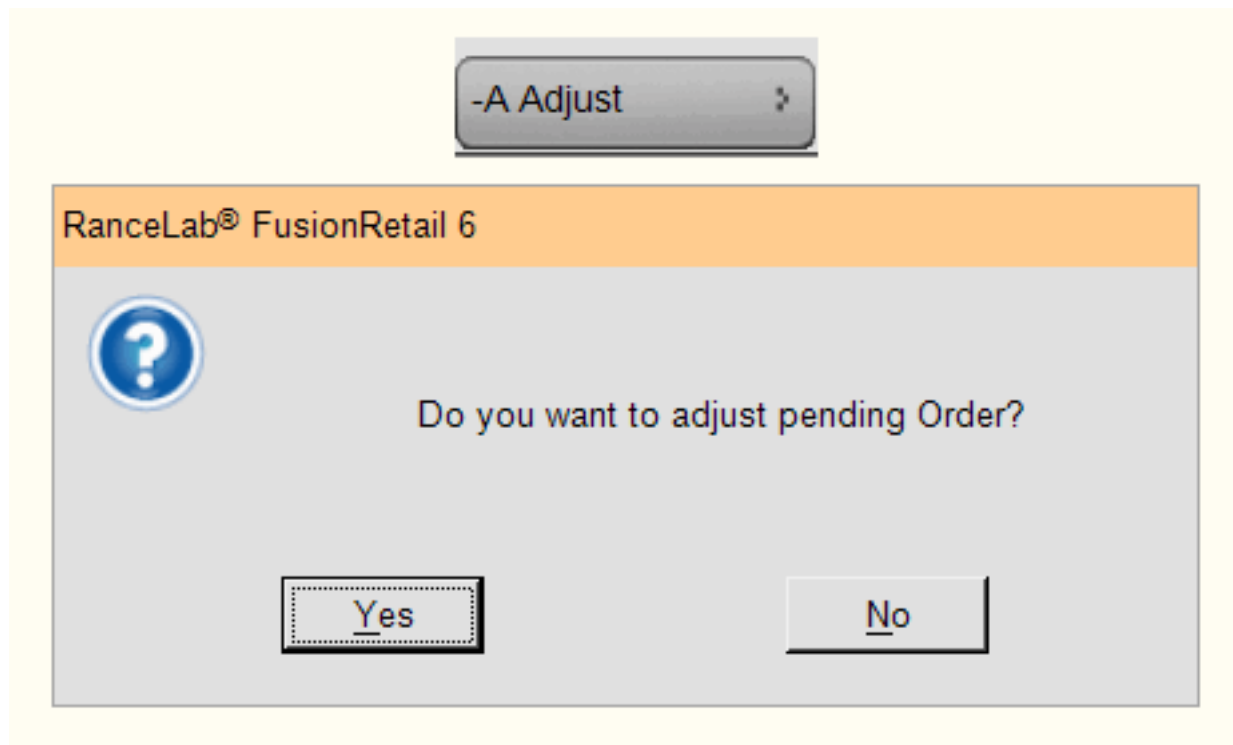 -A Adjust
RanceLab® FusionRetail 6
Do you want to adjust pending Order?
Yes
No